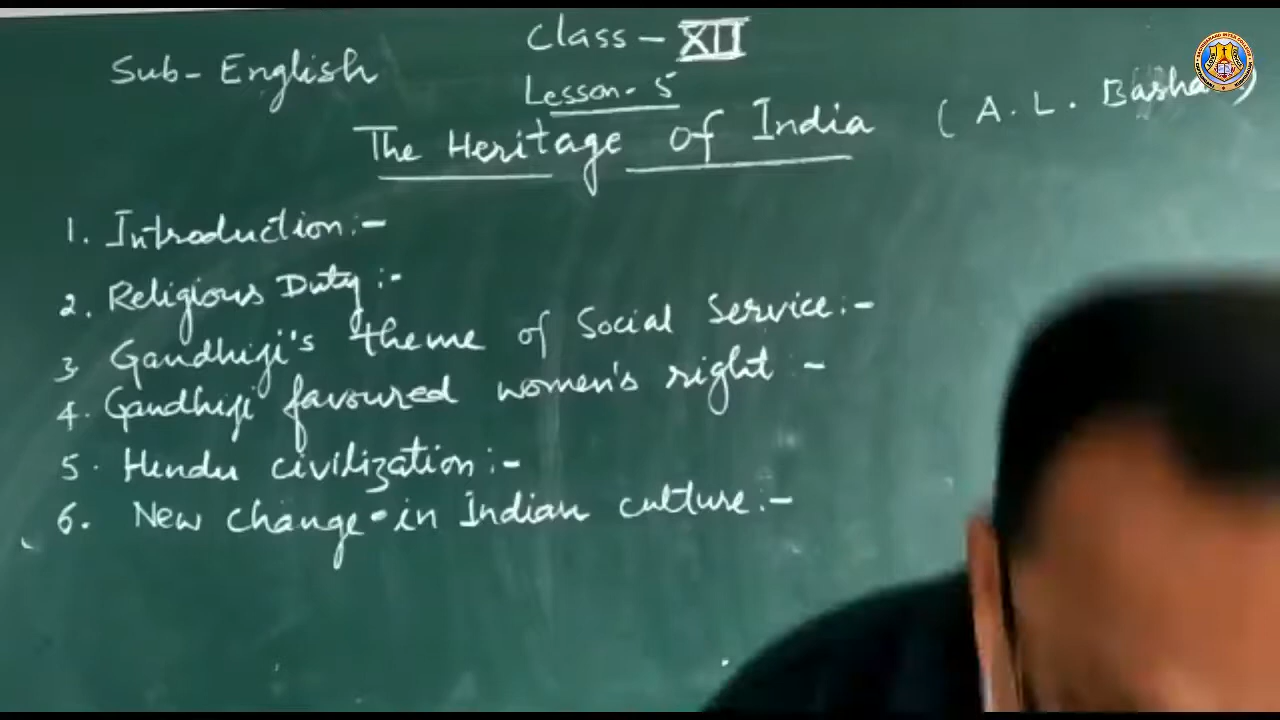 Class - XII
Sub- English
Lesson - 5
The Heritage of India ( A. L. Basha )
1. Introduction:-
2. Religious Duty:-
3 Gandhiji's theme of Social Service:-
4. Gandhiji favoured women's right :-
5. Hindu civilization:-
6. New change in Indian culture:-